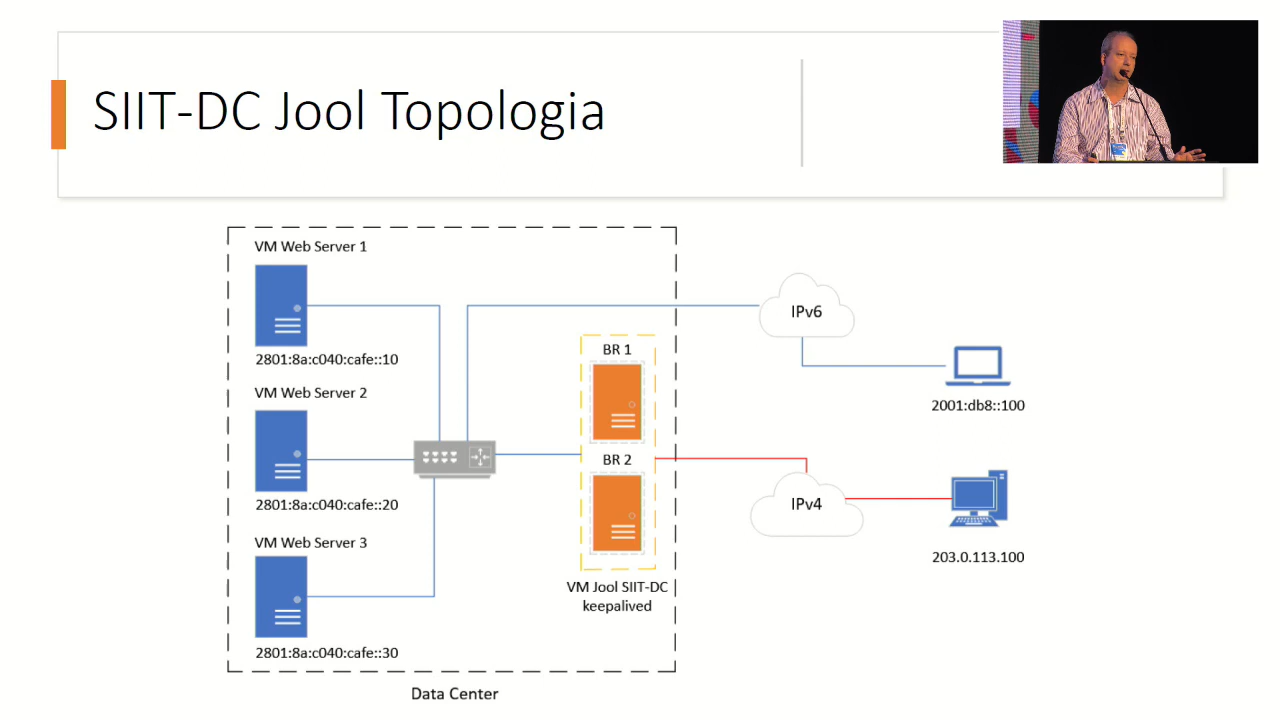 SIIT-DC Jool Topologia
VM Web Server 1
2801:8a:c040:cafe::10
VM Web Server 2
2801:8a:c040:cafe::20
VM Web Server 3
2801:8a:c040:cafe::30
BR 1
BR 2
VM Jool SIIT-DC
keepalived
Data Center
IPv6
2001:db8::100
IPv4
203.0.113.100